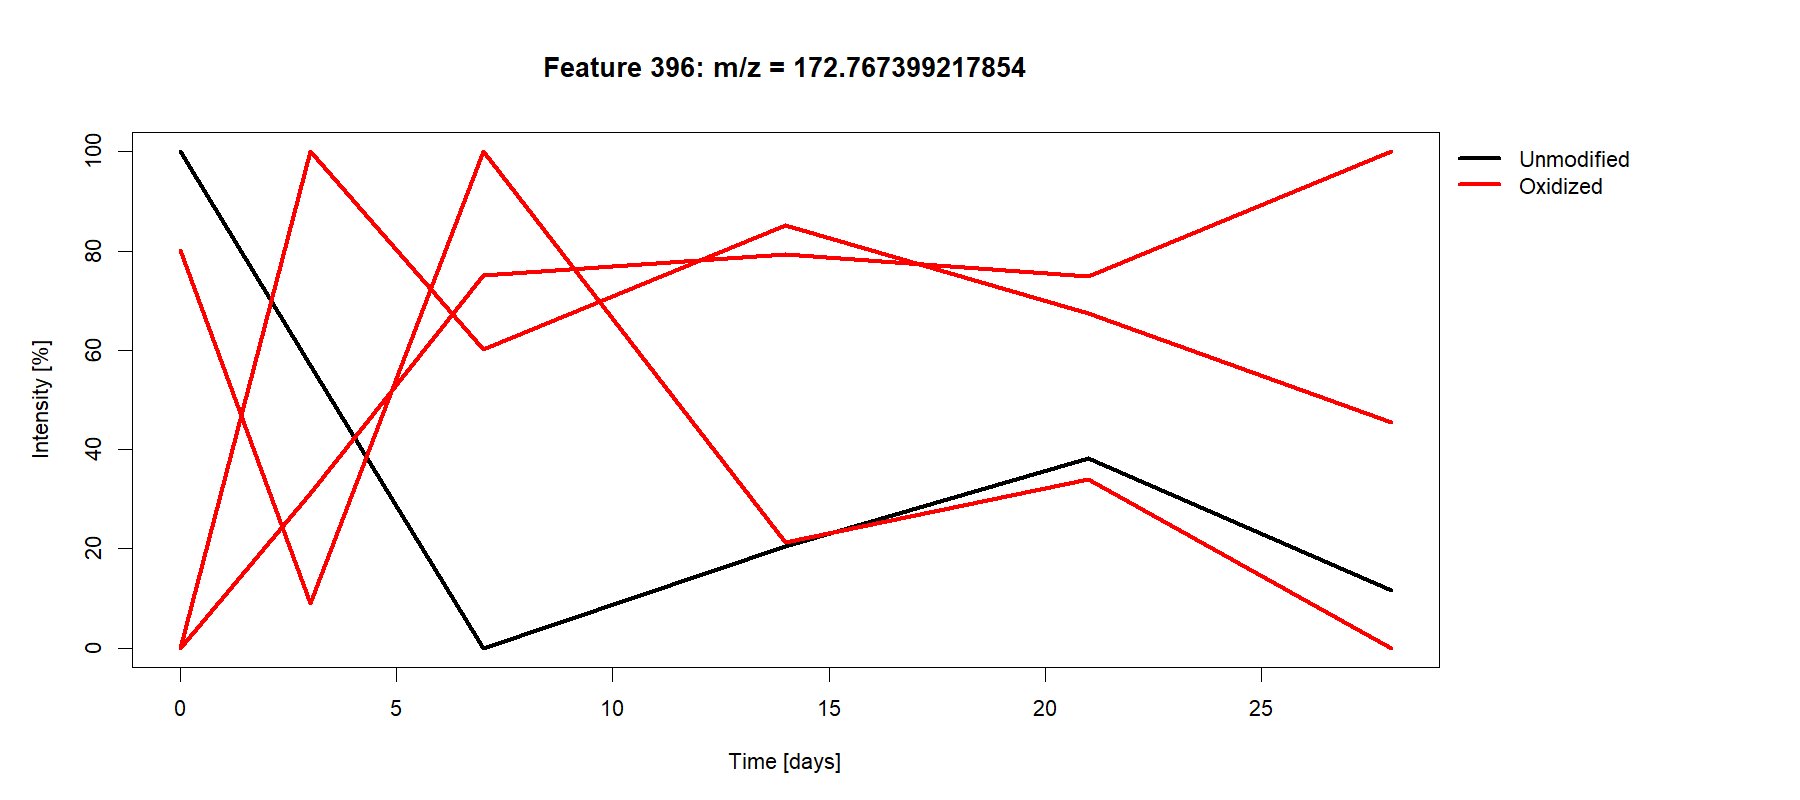 Feature 396: m/z = 172.767399217854
Unmodified
Oxidized
Intensity [%]
100
80
60
40
20
0
0 5 10 15 20 25
Time [days]